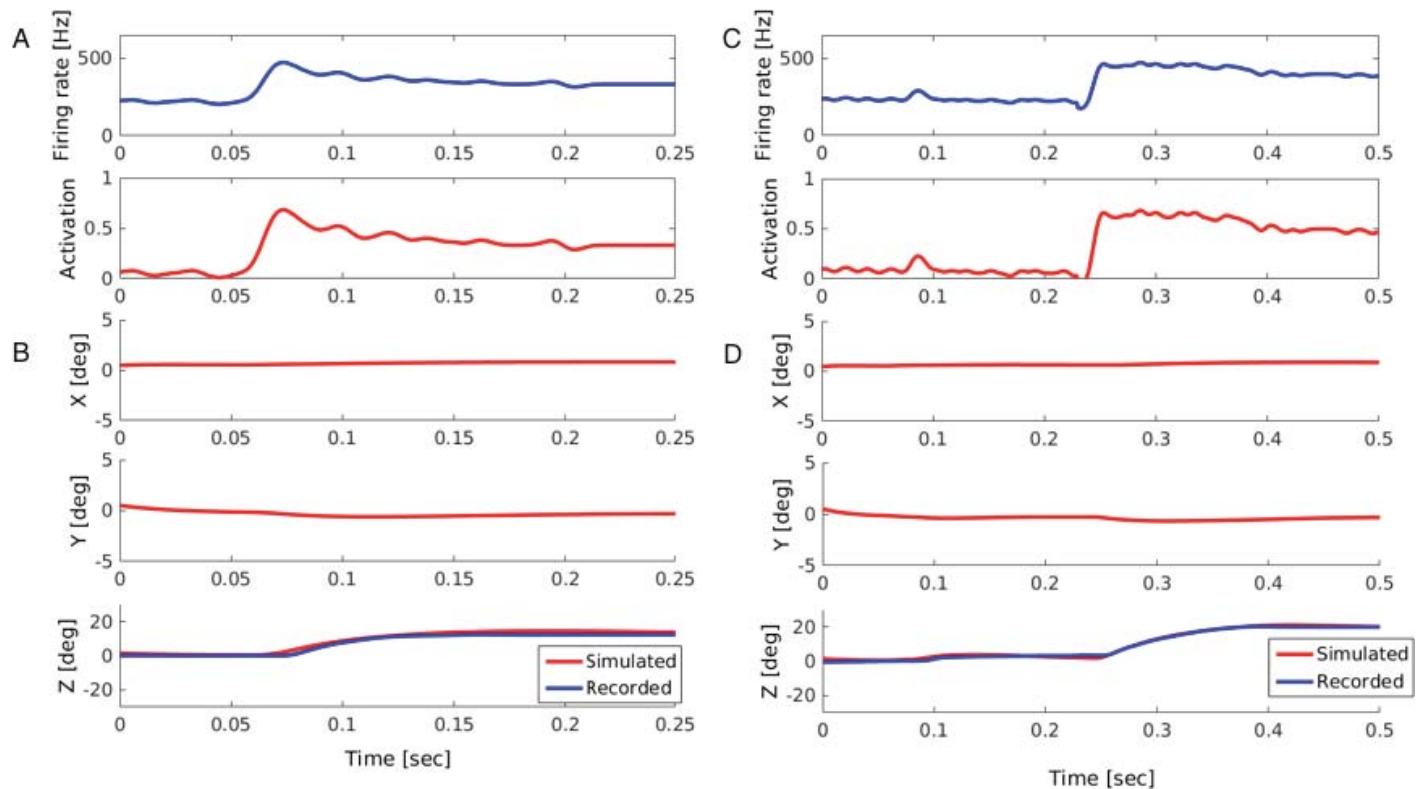 A
Firing rate [Hz]
500
0
0 0.05 0.1 0.15 0.2 0.25
Activation
1
0.5
0
0 0.05 0.1 0.15 0.2 0.25
B
X [deg]
5
0
-5
0 0.05 0.1 0.15 0.2 0.25
Y [deg]
5
0
-5
0 0.05 0.1 0.15 0.2 0.25
Z [deg]
20
0
-20
Simulated
Recorded
0 0.05 0.1 0.15 0.2 0.25
Time [sec]
C
Firing rate [Hz]
500
0
0 0.1 0.2 0.3 0.4 0.5
Activation
1
0.5
0
0 0.1 0.2 0.3 0.4 0.5
D
X [deg]
5
0
-5
0 0.1 0.2 0.3 0.4 0.5
Y [deg]
5
0
-5
0 0.1 0.2 0.3 0.4 0.5
Z [deg]
20
0
-20
Simulated
Recorded
0 0.1 0.2 0.3 0.4 0.5
Time [sec]